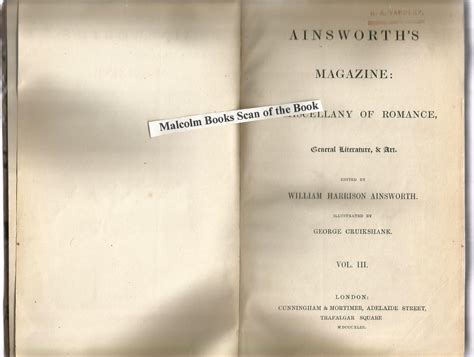 AINSWORTH'S
MAGAZINE:
Malcolm Books Scan of the Book
MISCELLANY OF ROMANCE,
General Literature, & Art.
EDITED BY
WILLIAM HARRISON AINSWORTH.
ILLUSTRATED BY
GEORGE CRUIKSHANK.
VOL. III.
LONDON:
CUNNINGHAM & MORTIMER, ADELAIDE STREET,
TRAFALGAR SQUARE